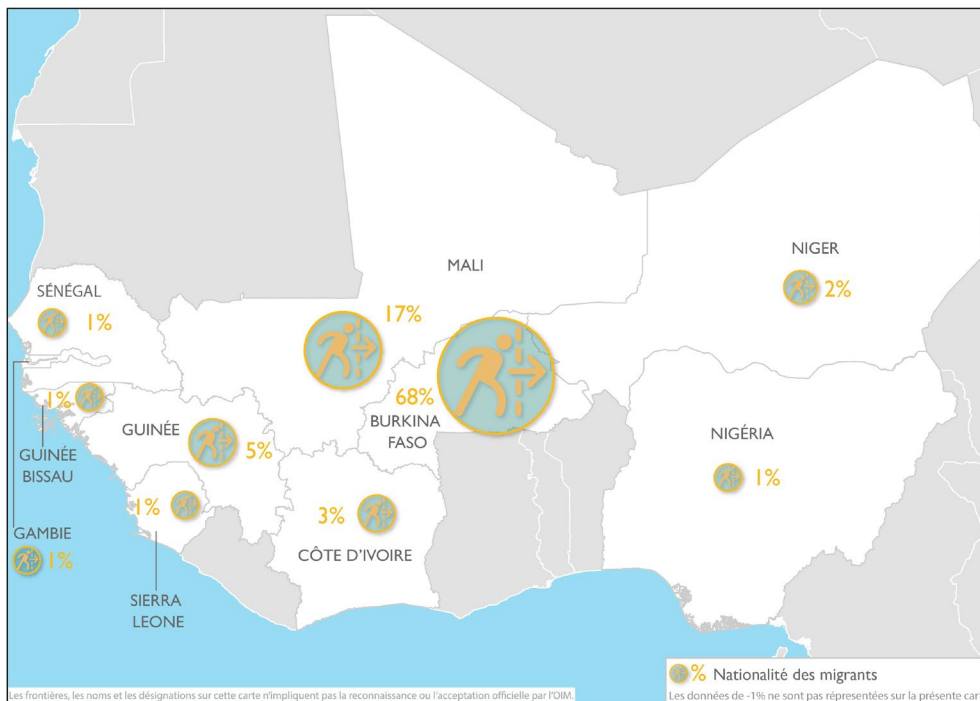 MALI
NIGER
2%
SÉNÉGAL
1%
17%
68%
BURKINA
FASO
1%
GUINÉE
BISSAU
GUINÉE
5%
NIGÉRIA
1%
1%
SIERRA
LEONE
3%
CÔTE D'IVOIRE
GAMBIE
1%
% Nationalité des migrants
Les frontières, les noms et les désignations sur cette carte n'impliquent pas la reconnaissance ou l'acceptation officielle par l'OIM.
Les données de -1% ne sont pas répresentées sur la présente cart